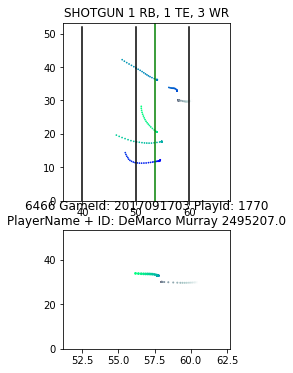 SHOTGUN 1 RB, 1 TE, 3 WR
50
40
30
20
10
0
40 50 60
6466 GameId: 2017091703 PlayId: 1770
PlayerName + ID: DeMarco Murray 2495207.0
40
20
0
52.5 55.0 57.5 60.0 62.5